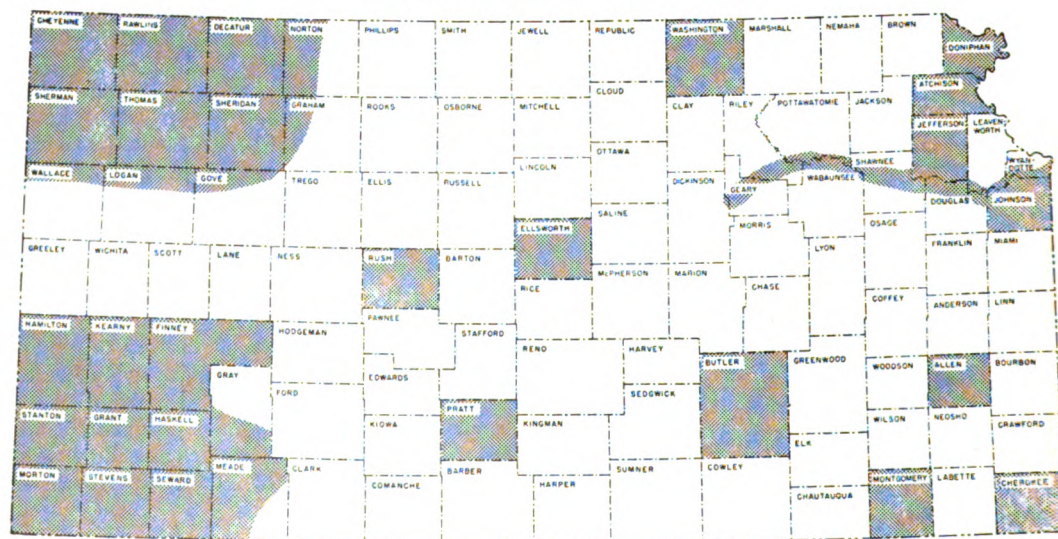 CHEYENNE
RAWLINS
DECATUR
NORTON
PHILLIPS
SMITH
JEWELL
REPUBLIC
WASHINGTON
MARSHALL
NEMAHA
BROWN
DONIPHAN
SHERMAN
THOMAS
SHERIDAN
GRAHAM
ROOKS
OSBORNE
MITCHELL
CLOUD
CLAY
RILEY
POTTAWATOMIE
JACKSON
ATCHISON
JEFFERSON
LEAVEN-
WORTH
WYAN-
DOTTE
WALLACE
LOGAN
GOVE
TREGO
ELLIS
RUSSELL
LINCOLN
OTTAWA
DICKINSON
GEARY
WABAUNSEE
SHAWNEE
DOUGLAS
JOHNSON
ELLSWORTH
SALINE
MORRIS
OSAGE
GREELEY
WICHITA
SCOTT
LANE
NESS
RUSH
BARTON
RICE
McPHERSON
MARION
CHASE
LYON
FRANKLIN
MIAMI
HAMILTON
KEARNY
FINNEY
HODGEMAN
PAWNEE
STAFFORD
RENO
HARVEY
BUTLER
GREENWOOD
COFFEY
ANDERSON
LINN
GRAY
FORD
EDWARDS
SEDGWICK
WOODSON
ALLEN
BOURBON
STANTON
GRANT
HASKELL
KIOWA
PRATT
KINGMAN
ELK
WILSON
NEOSHO
CRAWFORD
MORTON
STEVENS
SEWARD
MEADE
CLARK
COMANCHE
BARBER
HARPER
SUMNER
COWLEY
CHAUTAUQUA
MONTGOMERY
LABETTE
CHEROKEE